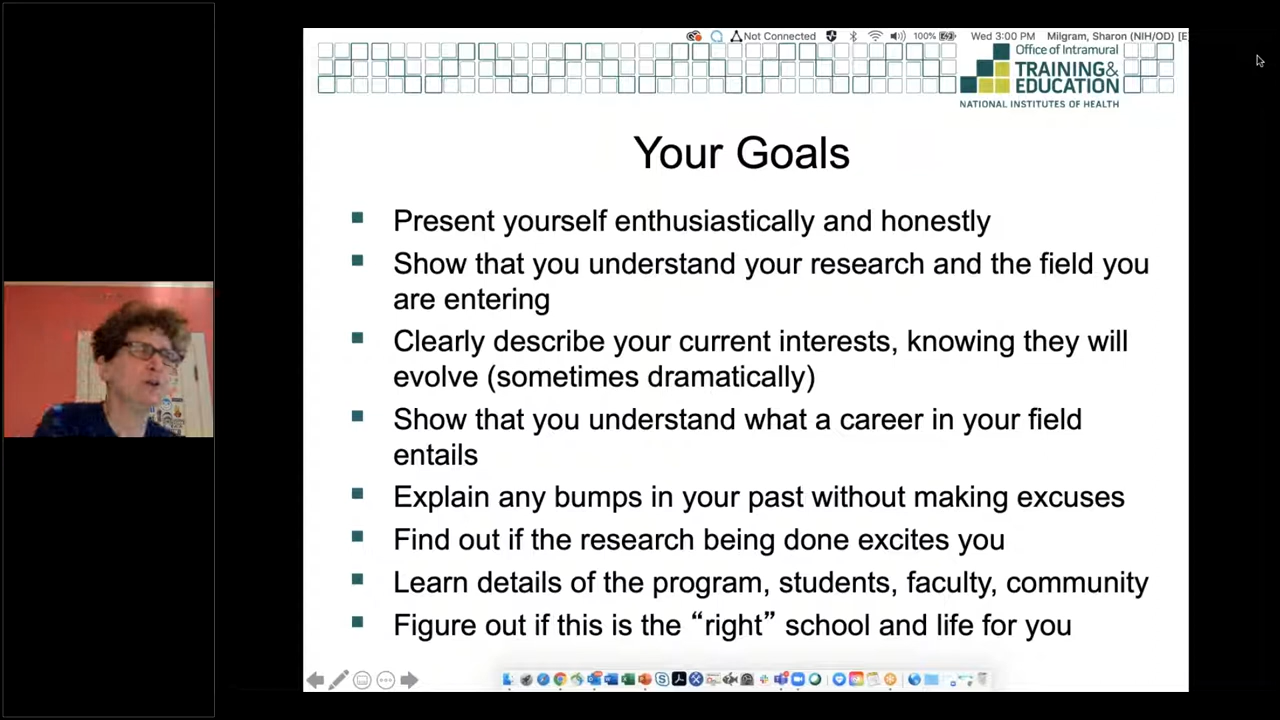 Not Connected 100% Wed 3:00 PM Milgram, Sharon (NIH/OD) [E
Office of Intramural
TRAINING&
EDUCATION
NATIONAL INSTITUTES OF HEALTH
Your Goals
Present yourself enthusiastically and honestly
Show that you understand your research and the field you
are entering
Clearly describe your current interests, knowing they will
evolve (sometimes dramatically)
Show that you understand what a career in your field
entails
Explain any bumps in your past without making excuses
Find out if the research being done excites you
Learn details of the program, students, faculty, community
Figure out if this is the “right” school and life for you